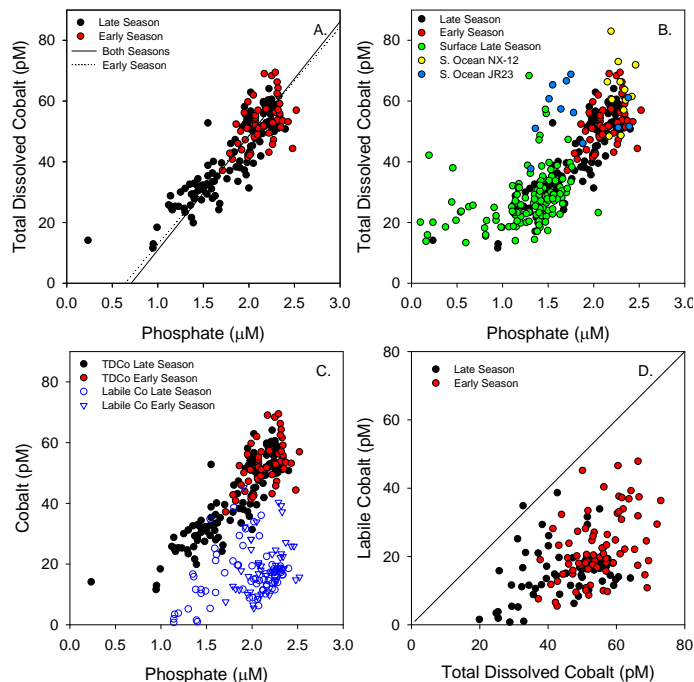 A.
Late Season
Early Season
Both Seasons
Early Season
Total Dissolved Cobalt (pM)
80
60
40
20
0
0.0 0.5 1.0 1.5 2.0 2.5 3.0
Phosphate (μM)
B.
Late Season
Early Season
Surface Late Season
S. Ocean NX-12
S. Ocean JR23
Total Dissolved Cobalt (pM)
80
60
40
20
0
0.0 0.5 1.0 1.5 2.0 2.5 3.0
Phosphate (μM)
C.
TDCo Late Season
TDCo Early Season
Labile Co Late Season
Labile Co Early Season
Cobalt (pM)
80
60
40
20
0
0.0 0.5 1.0 1.5 2.0 2.5 3.0
Phosphate (μM)
D.
Late Season
Early Season
Labile Cobalt (pM)
80
60
40
20
0
0 20 40 60 80
Total Dissolved Cobalt (pM)